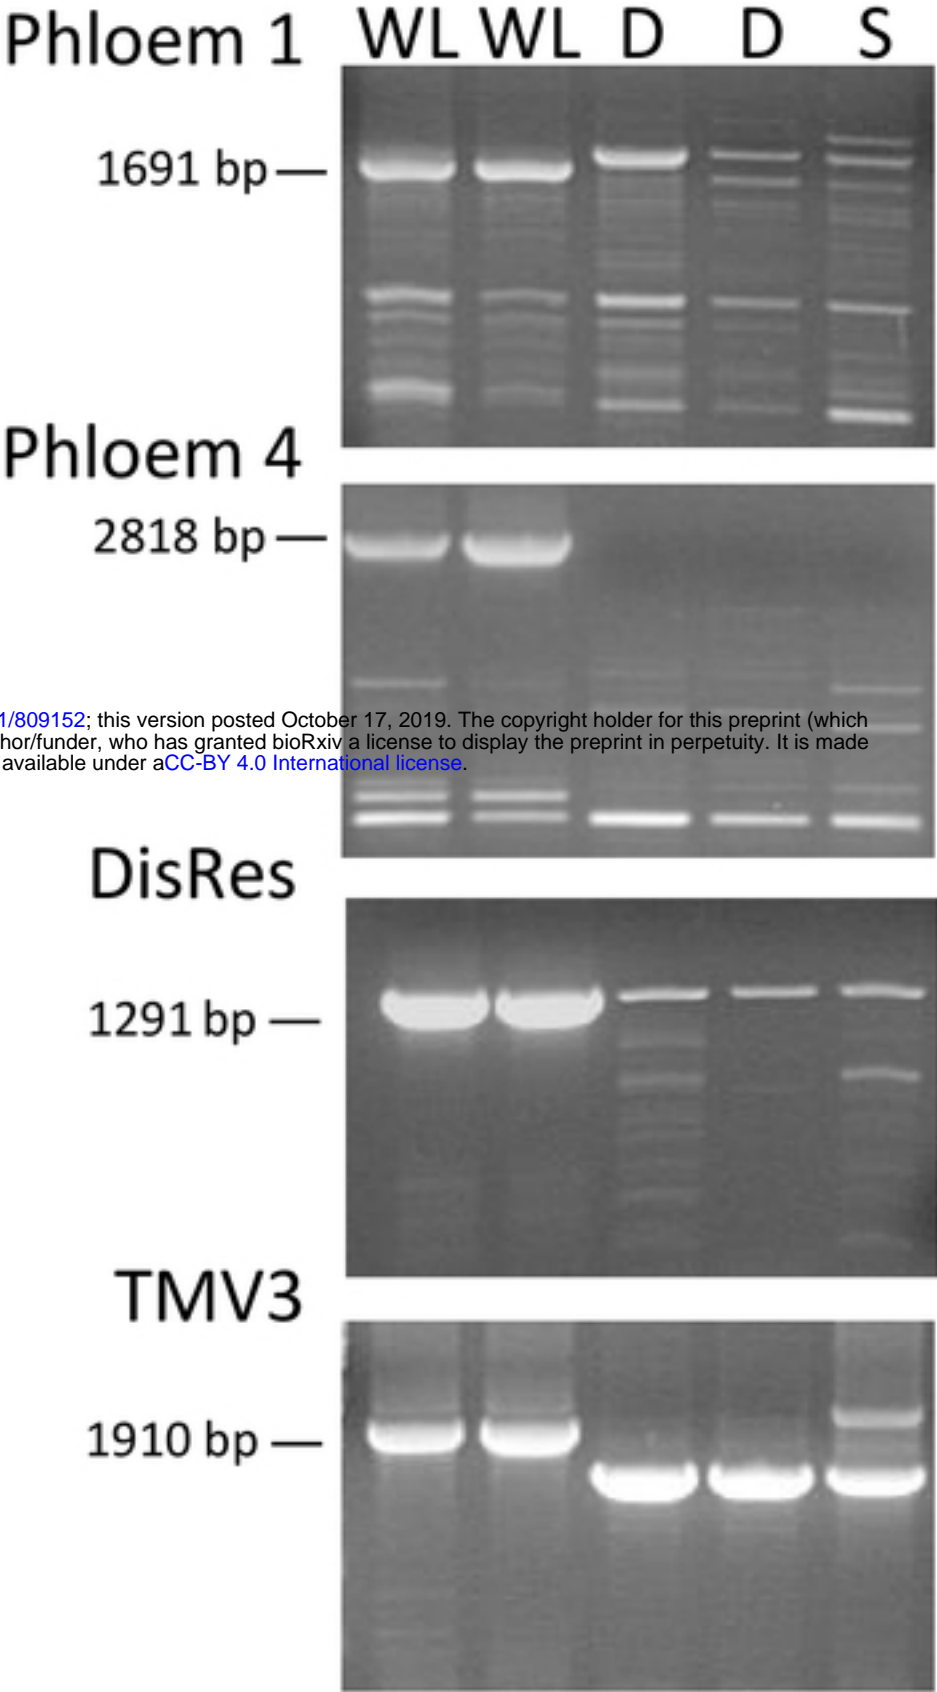 Phloem 1 WL WL D D S
1691 bp
Phloem 4
2818 bp
1/809152; this version posted October 17, 2019. The copyright holder for this preprint (which
hor/funder, who has granted bioRxiv a license to display the preprint in perpetuity. It is made
available under aCC-BY 4.0 International license.
DisRes
1291 bp
TMV3
1910 bp